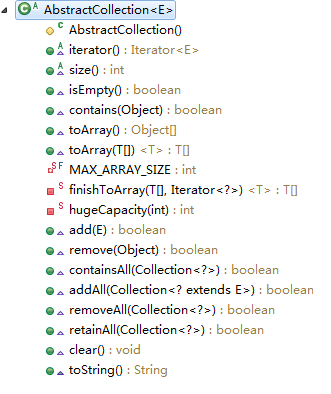 AbstractCollection<E>
AbstractCollection()
iterator() : Iterator<E>
size() : int
isEmpty() : boolean
contains(Object) : boolean
toArray() : Object[]
toArray(T[]) <T> : T[]
MAX_ARRAY_SIZE : int
finishToArray(T[], Iterator<?>) <T> : T[]
hugeCapacity(int) : int
add(E) : boolean
remove(Object) : boolean
containsAll(Collection<?>) : boolean
addAll(Collection<? extends E>) : boolean
removeAll(Collection<?>) : boolean
retainAll(Collection<?>) : boolean
clear() : void
toString() : String